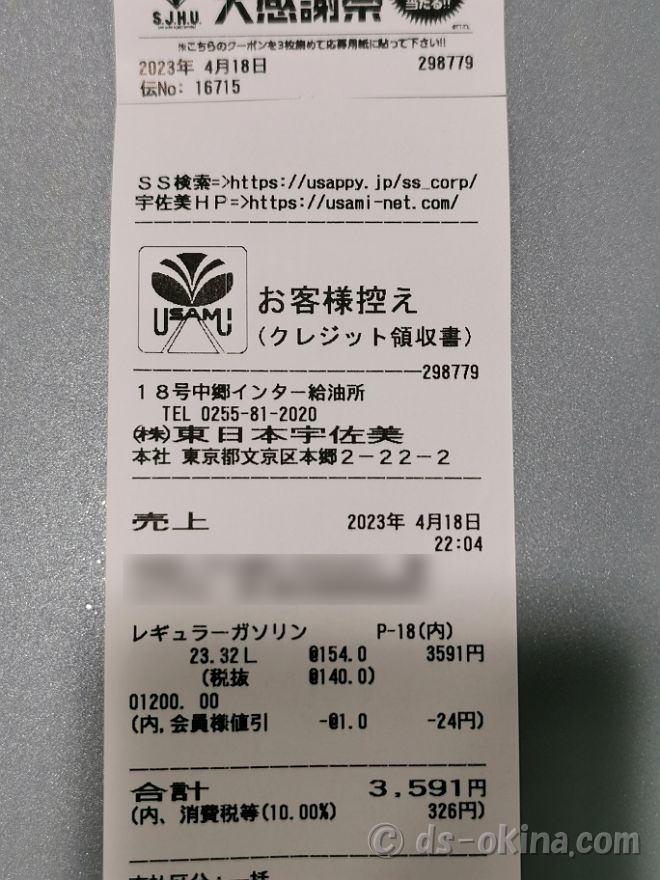 S.J.H.U. 大感謝祭 当たる!!
※こちらのクーポンを3枚集めて応募用紙に貼って下さい!!
2023年 4月18日 298779
伝No: 16715
SS検索=>https://usappy.jp/ss_corp/
宇佐美HP=>https://usami-net.com/
USAMI
お客様控え
(クレジット領収書)
298779
18号中郷インター給油所
TEL 0255-81-2020
㈱東日本宇佐美
本社 東京都文京区本郷2-22-2
売上 2023年 4月18日
22:04
レギュラーガソリン P-18(内)
23.32L @154.0 3591円
(税抜 @140.0)
01200. 00
(内,会員様値引 -@1.0 -24円)
合計 3,591円
(内、消費税等(10.00%) 326円)
© ds-okina.com